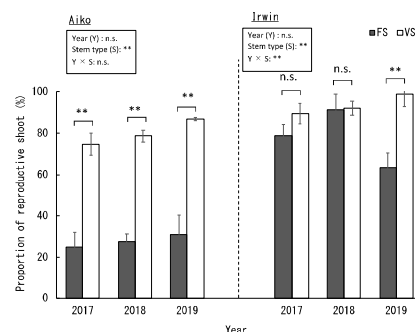 Aiko
Irwin
Year (Y) : n.s.
Stem type (S): **
Y × S: n.s.
Year (Y): n.s.
Stem type (S): **
Y × S: **
FS
VS
Proportion of reproductive shoot (%)
100
80
60
40
20
0
**
**
**
n.s.
n.s.
**
2017
2018
2019
2017
2018
2019
Year